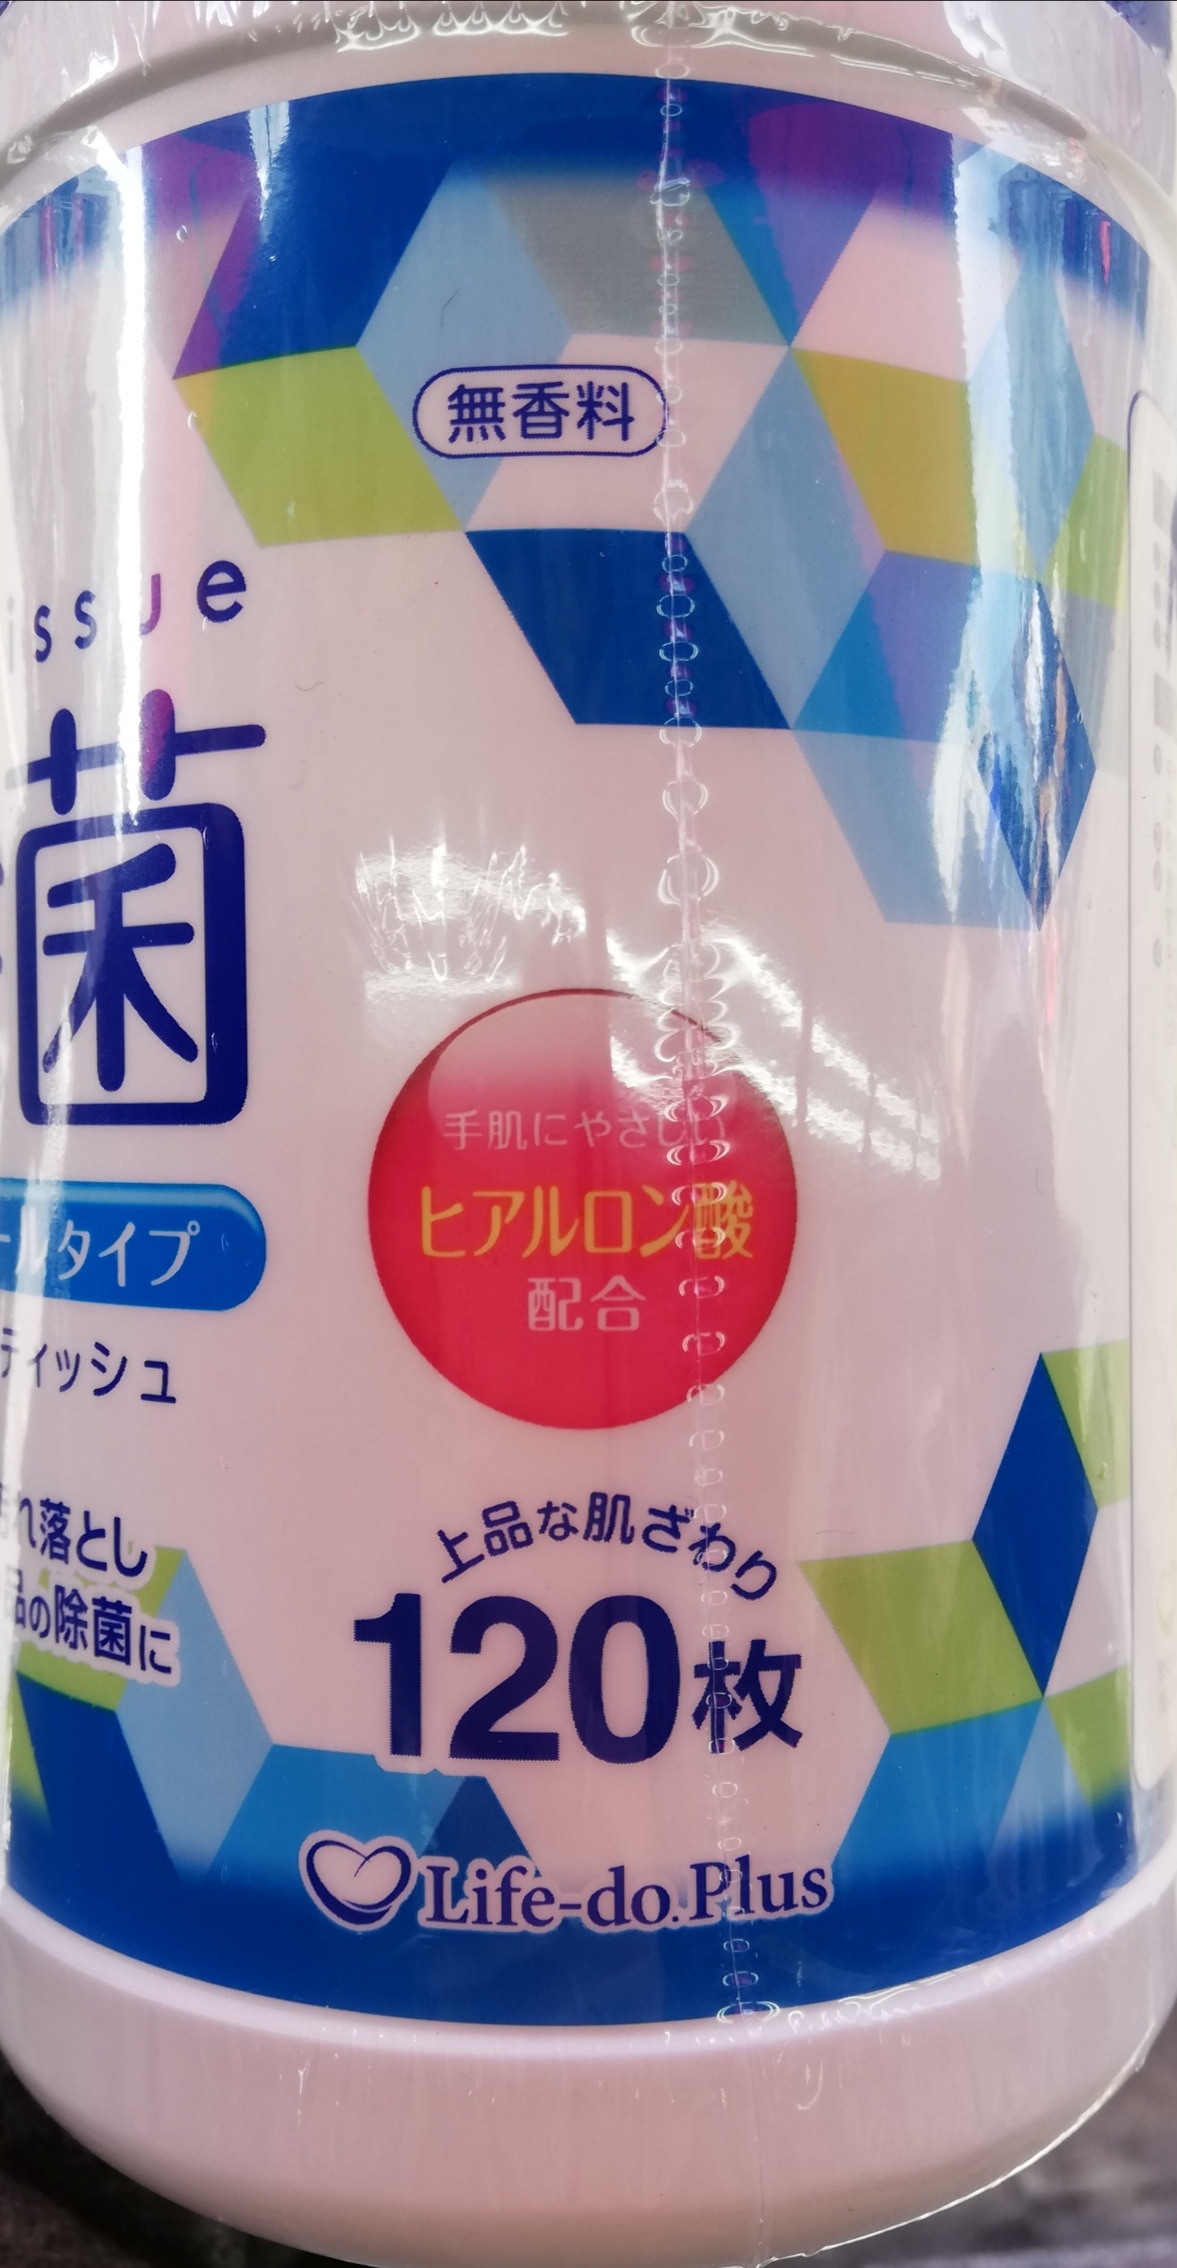 無香料
issue
菌
タイプ
ティッシュ
れ落とし
品の除菌に
手肌にやさしい
ヒアルロン酸
配合
上品な肌ざわり
120枚
Life-do.Plus